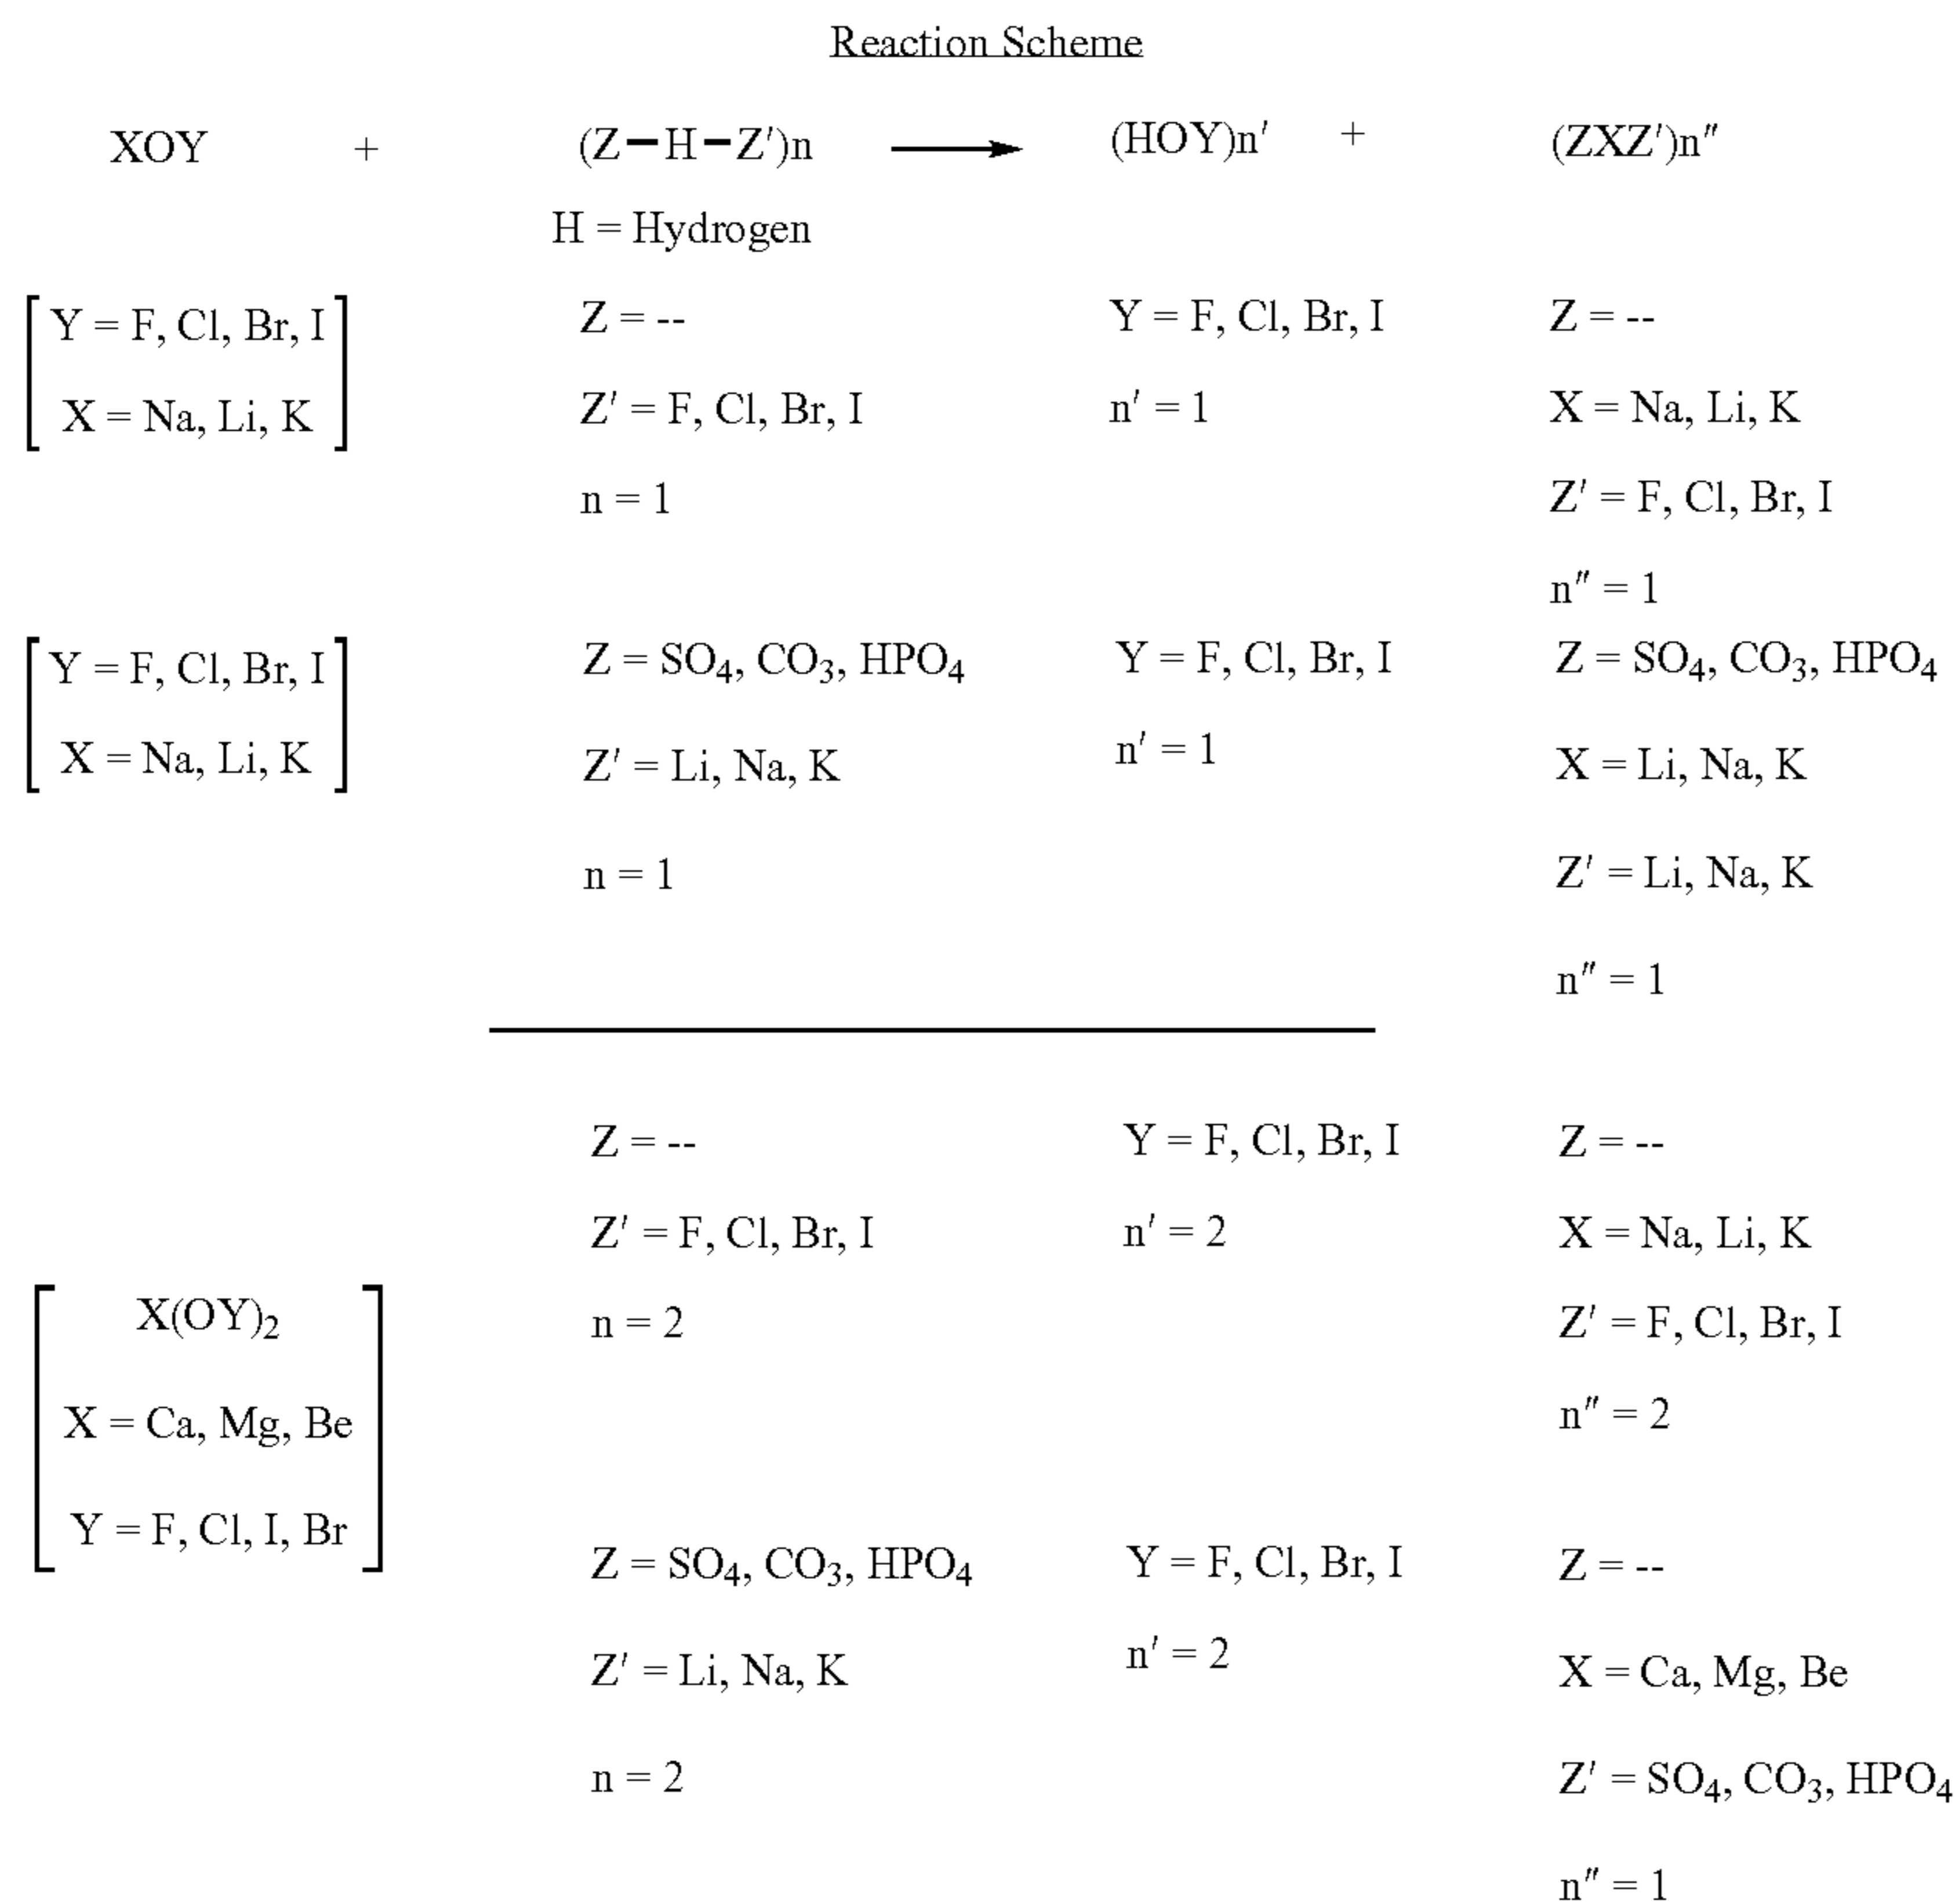 Reaction Scheme
XOY + (Z—H—Z′)n ⟶ (HOY)n′ + (ZXZ′)n″
H = Hydrogen
Y = F, Cl, Br, I
X = Na, Li, K
Z = --
Z′ = F, Cl, Br, I
n = 1
Y = F, Cl, Br, I
n′ = 1
Z = --
X = Na, Li, K
Z′ = F, Cl, Br, I
n″ = 1
Y = F, Cl, Br, I
X = Na, Li, K
Z = SO₄, CO₃, HPO₄
Z′ = Li, Na, K
n = 1
Y = F, Cl, Br, I
n′ = 1
Z = SO₄, CO₃, HPO₄
X = Li, Na, K
Z′ = Li, Na, K
n″ = 1
X(OY)₂
X = Ca, Mg, Be
Y = F, Cl, I, Br
Z = --
Z′ = F, Cl, Br, I
n = 2
Y = F, Cl, Br, I
n′ = 2
Z = --
X = Na, Li, K
Z′ = F, Cl, Br, I
n″ = 2
Z = SO₄, CO₃, HPO₄
Z′ = Li, Na, K
n = 2
Y = F, Cl, Br, I
n′ = 2
Z = --
X = Ca, Mg, Be
Z′ = SO₄, CO₃, HPO₄
n″ = 1